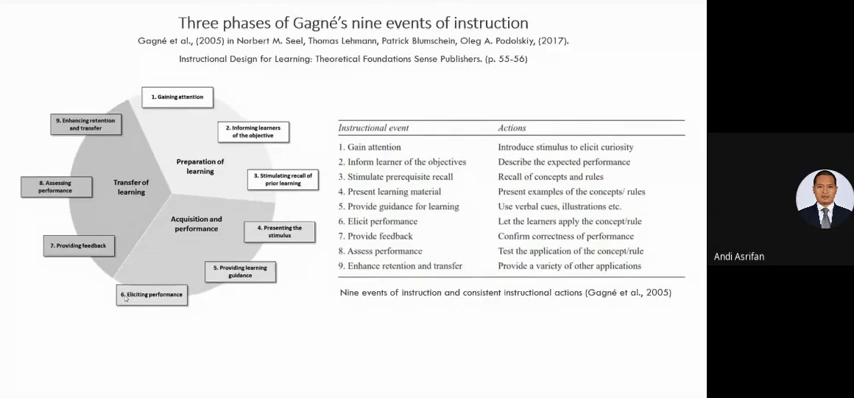 Three phases of Gagné's nine events of instruction
Gagné et al., (2005) in Norbert M. Seel, Thomas Lehmann, Patrick Blumschein, Oleg A. Podolskiy, (2017).
Instructional Design for Learning: Theoretical Foundations Sense Publishers. (p. 55-56)
1. Gaining attention
9. Enhancing retention
and transfer
2. Informing learners
of the objective
Preparation of
learning
3. Stimulating recall of
prior learning
8. Assessing
performance
Transfer of
learning
Acquisition and
performance
4. Presenting the
stimulus
7. Providing feedback
5. Providing learning
guidance
6. Eliciting performance
Instructional event Actions
1. Gain attention Introduce stimulus to elicit curiosity
2. Inform learner of the objectives Describe the expected performance
3. Stimulate prerequisite recall Recall of concepts and rules
4. Present learning material Present examples of the concepts/ rules
5. Provide guidance for learning Use verbal cues, illustrations etc.
6. Elicit performance Let the learners apply the concept/rule
7. Provide feedback Confirm correctness of performance
8. Assess performance Test the application of the concept/rule
9. Enhance retention and transfer Provide a variety of other applications
Nine events of instruction and consistent instructional actions (Gagné et al., 2005)
Andi Asrifan